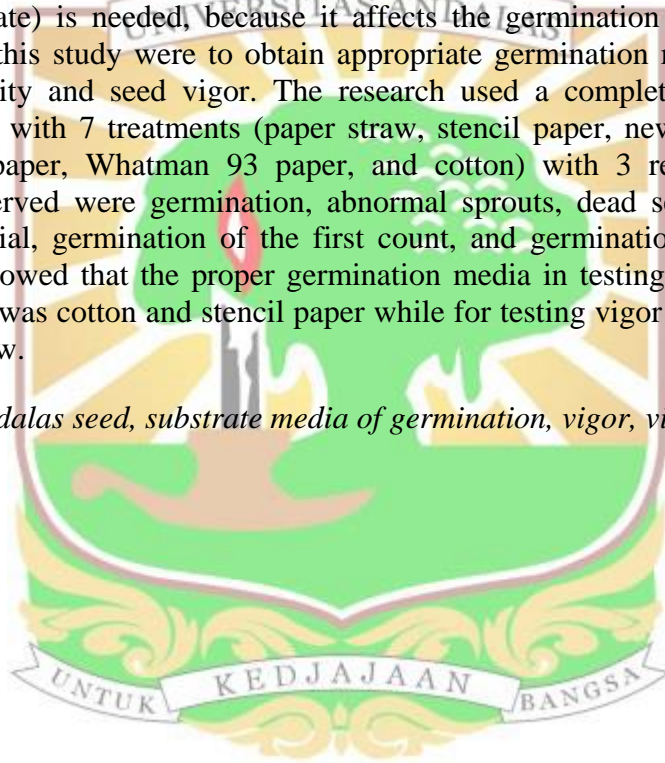 ate) is needed, because it affects the germination
UNIVERSITAS ANDALAS
this study were to obtain appropriate germination
ity and seed vigor. The research used a complet
with 7 treatments (paper straw, stencil paper, new
paper, Whatman 93 paper, and cotton) with 3 re
erved were germination, abnormal sprouts, dead se
ial, germination of the first count, and germinatio
owed that the proper germination media in testing
was cotton and stencil paper while for testing vigor
w.
dalas seed, substrate media of germination, vigor, vi
UNTUK KEDJAJAAN BANGSA